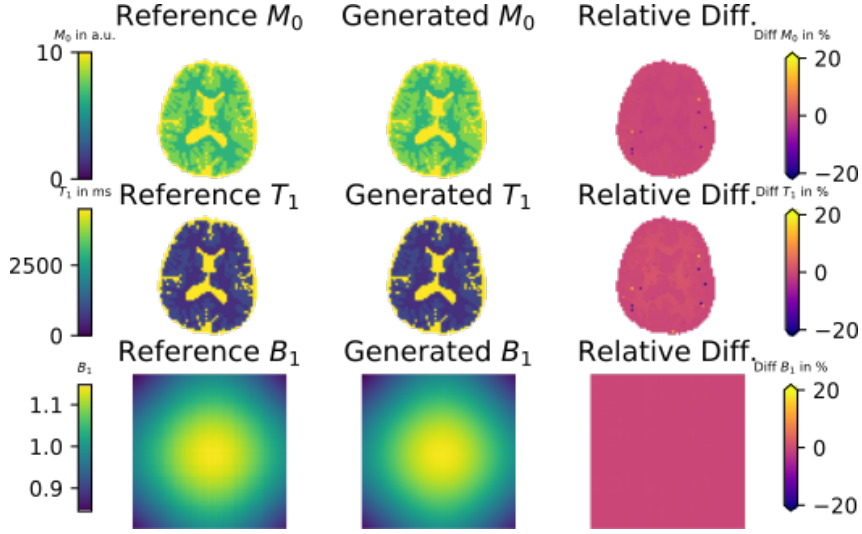 Reference M₀ Generated M₀ Relative Diff.
M₀ in a.u. Diff M₀ in %
10 20
0
0 −20
T₁ in ms Reference T₁ Generated T₁ Relative Diff. Diff T₁ in %
20
2500 0
0 −20
Reference B₁ Generated B₁ Relative Diff.
B₁ Diff B₁ in %
1.1 20
1.0 0
0.9 −20